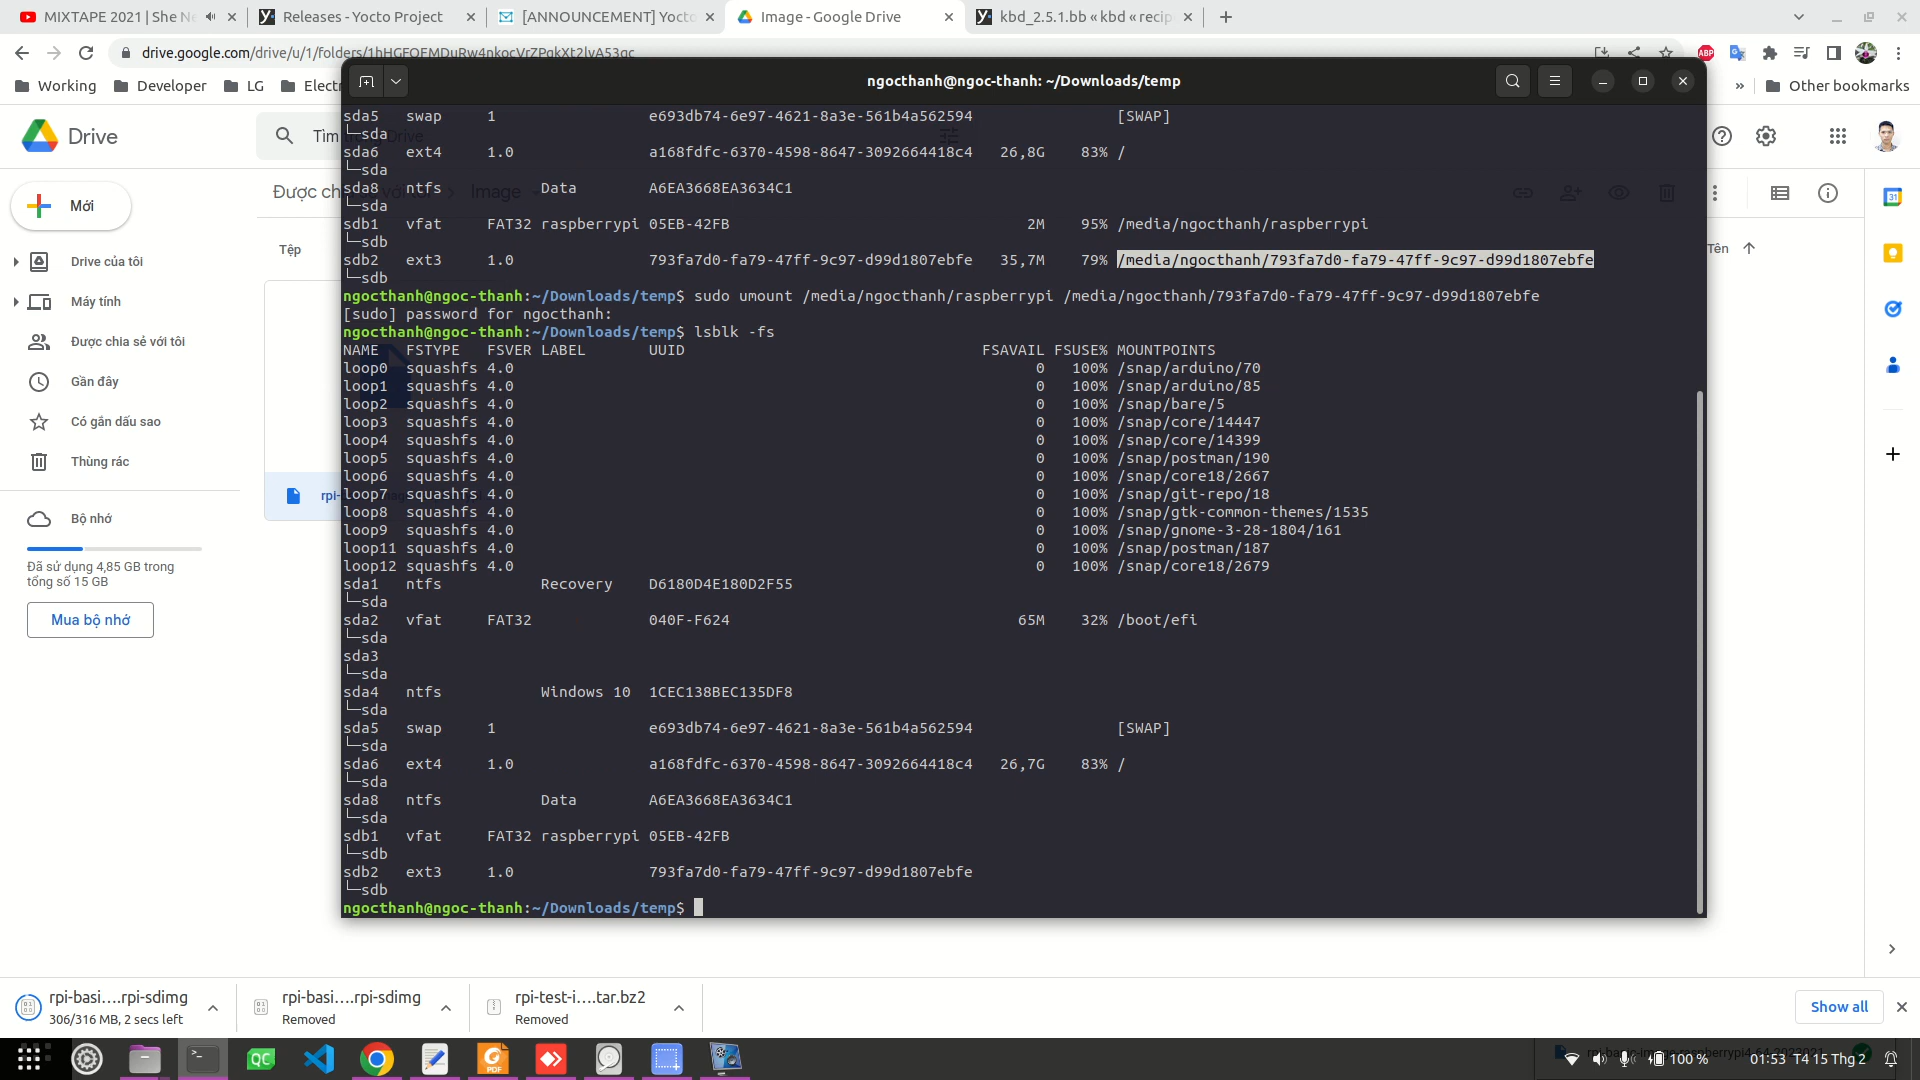 MIXTAPE 2021 | She Ne
Releases - Yocto Project
[ANNOUNCEMENT] Yocto
Image - Google Drive
kbd_2.5.1.bb « kbd « recip
drive.google.com/drive/u/1/folders/1hHGFOFMDuRw4nkocVrZPgkXt2lyA53qc
ABP
Working
Developer
LG
Electr
»
Other bookmarks
ngocthanh@ngoc-thanh: ~/Downloads/temp
Drive
Tìm trong Drive
Được chia sẻ với tôi
Image
Mới
Tệp
Tên
31
Drive của tôi
Máy tính
Được chia sẻ với tôi
Gần đây
Có gắn dấu sao
Thùng rác
Bộ nhớ
Đã sử dụng 4,85 GB trong
tổng số 15 GB
Mua bộ nhớ
rpi-
sda5 swap 1 e693db74-6e97-4621-8a3e-561b4a562594 [SWAP]
└─sda
sda6 ext4 1.0 a168fdfc-6370-4598-8647-3092664418c4 26,8G 83% /
└─sda
sda8 ntfs Data A6EA3668EA3634C1
└─sda
sdb1 vfat FAT32 raspberrypi 05EB-42FB 2M 95% /media/ngocthanh/raspberrypi
└─sdb
sdb2 ext3 1.0 793fa7d0-fa79-47ff-9c97-d99d1807ebfe 35,7M 79% /media/ngocthanh/793fa7d0-fa79-47ff-9c97-d99d1807ebfe
└─sdb
ngocthanh@ngoc-thanh:~/Downloads/temp$ sudo umount /media/ngocthanh/raspberrypi /media/ngocthanh/793fa7d0-fa79-47ff-9c97-d99d1807ebfe
[sudo] password for ngocthanh:
ngocthanh@ngoc-thanh:~/Downloads/temp$ lsblk -fs
NAME FSTYPE FSVER LABEL UUID FSAVAIL FSUSE% MOUNTPOINTS
loop0 squashfs 4.0 0 100% /snap/arduino/70
loop1 squashfs 4.0 0 100% /snap/arduino/85
loop2 squashfs 4.0 0 100% /snap/bare/5
loop3 squashfs 4.0 0 100% /snap/core/14447
loop4 squashfs 4.0 0 100% /snap/core/14399
loop5 squashfs 4.0 0 100% /snap/postman/190
loop6 squashfs 4.0 0 100% /snap/core18/2667
loop7 squashfs 4.0 0 100% /snap/git-repo/18
loop8 squashfs 4.0 0 100% /snap/gtk-common-themes/1535
loop9 squashfs 4.0 0 100% /snap/gnome-3-28-1804/161
loop11 squashfs 4.0 0 100% /snap/postman/187
loop12 squashfs 4.0 0 100% /snap/core18/2679
sda1 ntfs Recovery D6180D4E180D2F55
└─sda
sda2 vfat FAT32 040F-F624 65M 32% /boot/efi
└─sda
sda3
└─sda
sda4 ntfs Windows 10 1CEC138BEC135DF8
└─sda
sda5 swap 1 e693db74-6e97-4621-8a3e-561b4a562594 [SWAP]
└─sda
sda6 ext4 1.0 a168fdfc-6370-4598-8647-3092664418c4 26,7G 83% /
└─sda
sda8 ntfs Data A6EA3668EA3634C1
└─sda
sdb1 vfat FAT32 raspberrypi 05EB-42FB
└─sdb
sdb2 ext3 1.0 793fa7d0-fa79-47ff-9c97-d99d1807ebfe
└─sdb
ngocthanh@ngoc-thanh:~/Downloads/temp$
rpi-basi....rpi-sdimg
306/316 MB, 2 secs left
rpi-basi....rpi-sdimg
Removed
rpi-test-i....tar.bz2
Removed
Show all
QC
PDF
100 %
01:53 T4 15 Thg 2